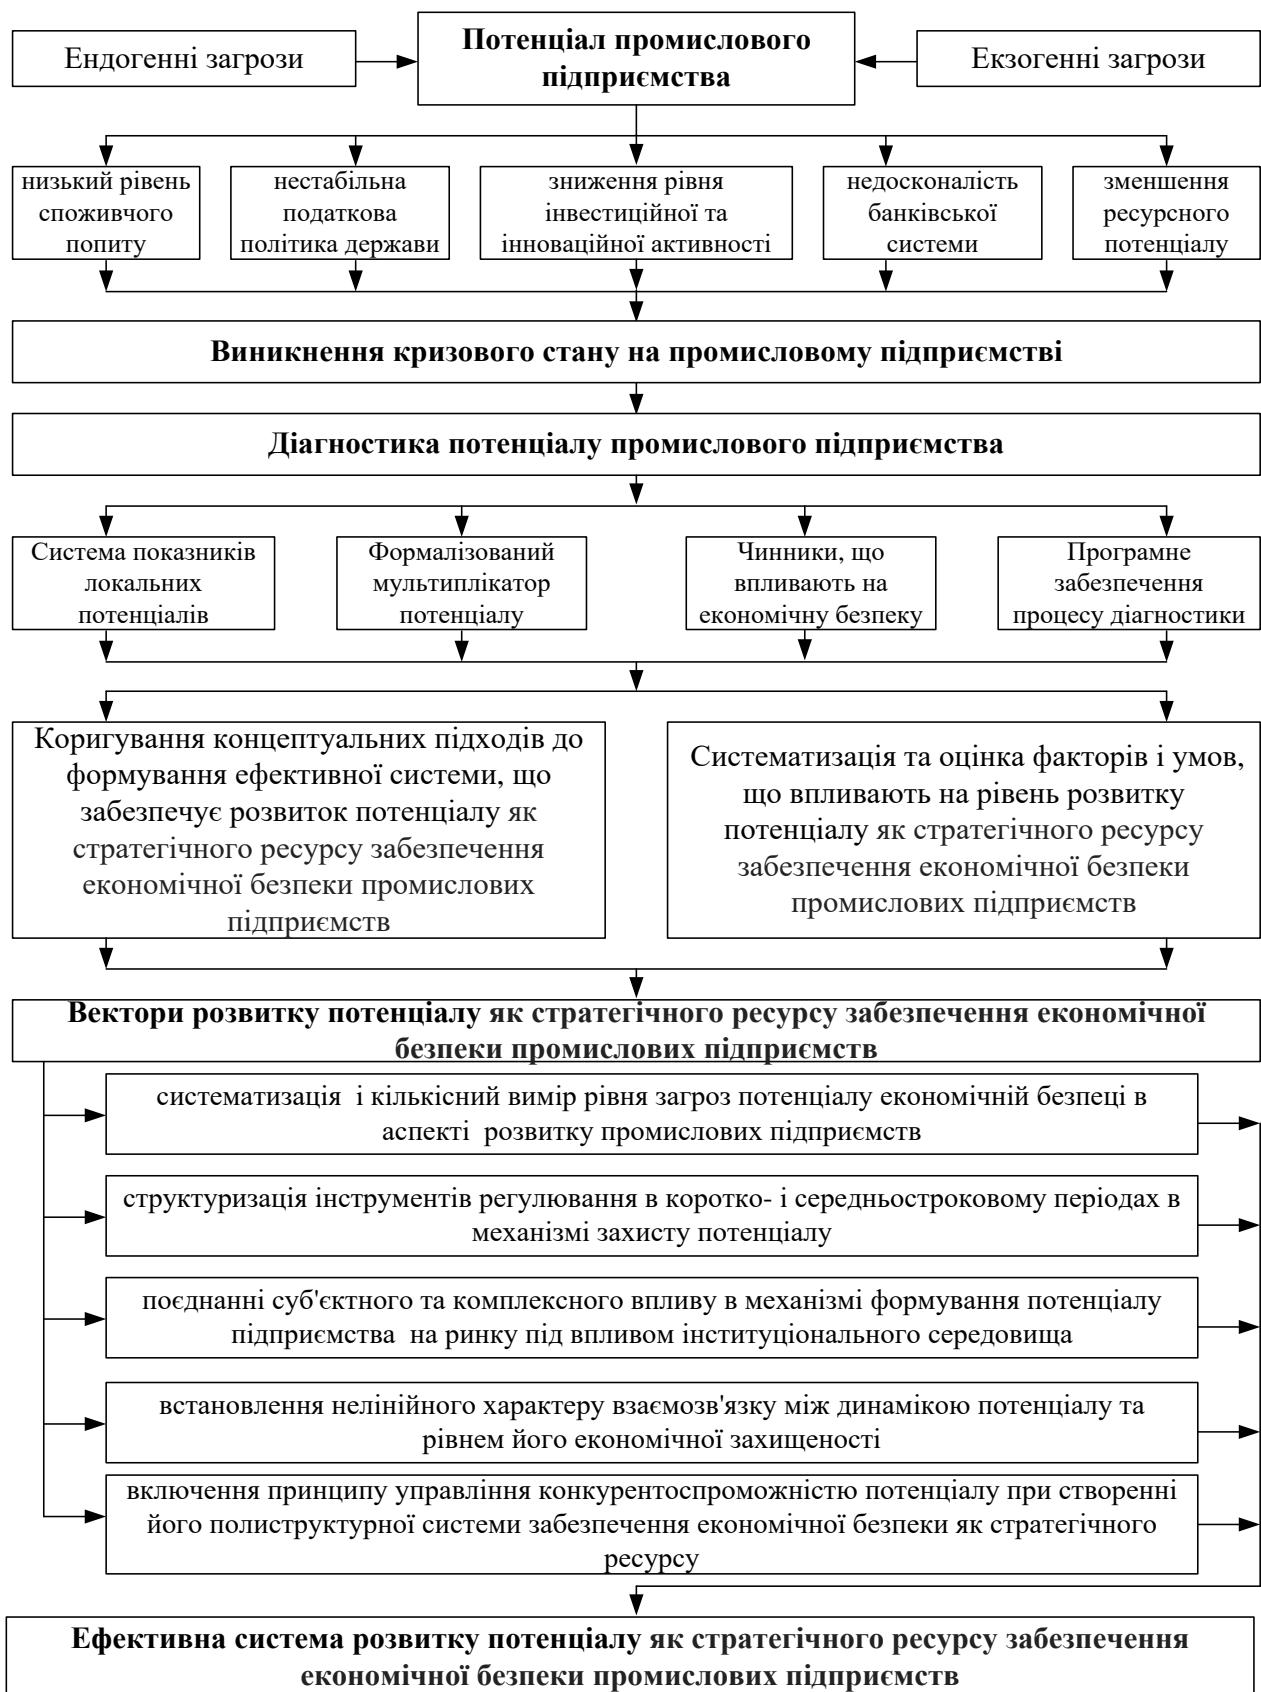 Ендогенні загрози
Потенціал промислового
підприємства
Екзогенні загрози
низький рівень
споживчого
попиту
нестабільна
податкова
політика держави
зниження рівня
інвестиційної та
інноваційної активності
недосконалість
банківської
системи
зменшення
ресурсного
потенціалу
Виникнення кризового стану на промисловому підприємстві
Діагностика потенціалу промислового підприємства
Система показників
локальних
потенціалів
Формалізований
мультиплікатор
потенціалу
Чинники, що
впливають на
економічну безпеку
Програмне
забезпечення
процесу діагностики
Коригування концептуальних підходів до
формування ефективної системи, що
забезпечує розвиток потенціалу як
стратегічного ресурсу забезпечення
економічної безпеки промислових
підприємств
Систематизація та оцінка факторів і умов,
що впливають на рівень розвитку
потенціалу як стратегічного ресурсу
забезпечення економічної безпеки
промислових підприємств
Вектори розвитку потенціалу як стратегічного ресурсу забезпечення економічної
безпеки промислових підприємств
систематизація і кількісний вимір рівня загроз потенціалу економічній безпеці в
аспекті розвитку промислових підприємств
структуризація інструментів регулювання в коротко- і середньостроковому періодах в
механізмі захисту потенціалу
поєднанні суб'єктного та комплексного впливу в механізмі формування потенціалу
підприємства на ринку під впливом інституціонального середовища
встановлення нелінійного характеру взаємозв'язку між динамікою потенціалу та
рівнем його економічної захищеності
включення принципу управління конкурентоспроможністю потенціалу при створенні
його полиструктурної системи забезпечення економічної безпеки як стратегічного
ресурсу
Ефективна система розвитку потенціалу як стратегічного ресурсу забезпечення
економічної безпеки промислових підприємств